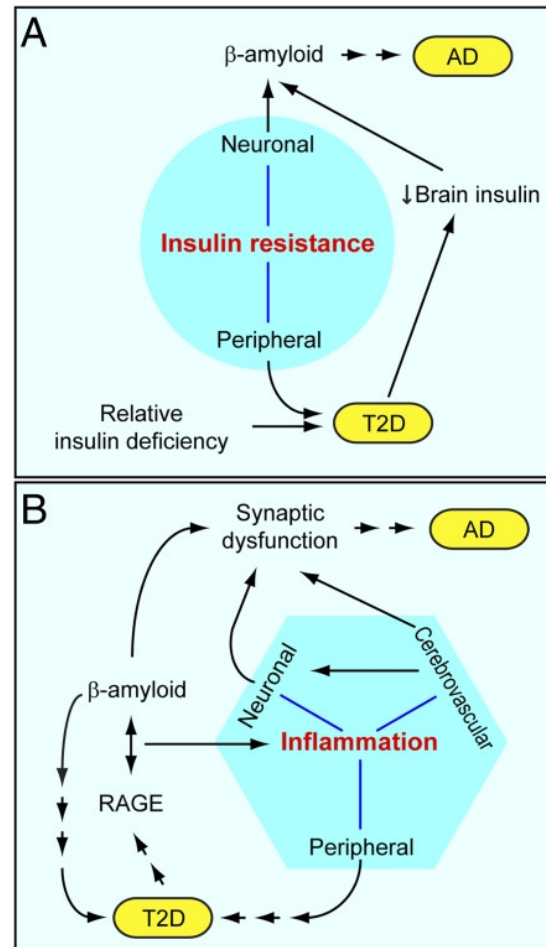 A
β-amyloid
AD
Neuronal
↓Brain insulin
Insulin resistance
Peripheral
Relative
insulin deficiency
T2D
B
Synaptic
dysfunction
AD
Cerebrovascular
Neuronal
β-amyloid
Inflammation
RAGE
Peripheral
T2D